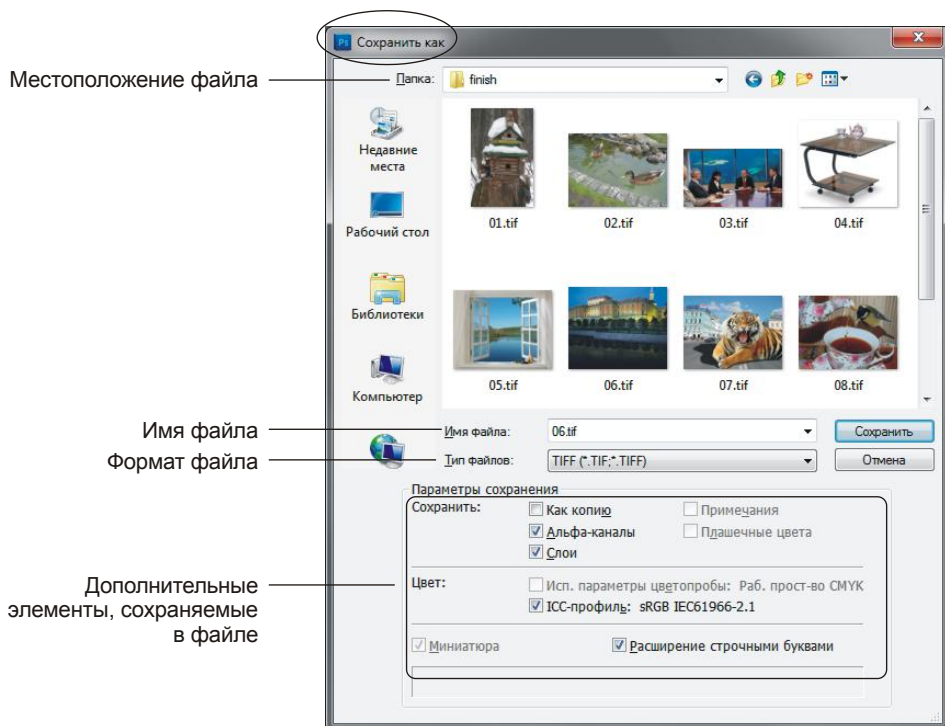 Ps Сохранить как
Местоположение файла
Папка: finish
Недавние
места
Рабочий стол
Библиотеки
Компьютер
01.tif 02.tif 03.tif 04.tif
05.tif 06.tif 07.tif 08.tif
Имя файла
Имя файла: 06.tif Сохранить
Формат файла
Тип файлов: TIFF (*.TIF;*.TIFF) Отмена
Параметры сохранения
Сохранить: Как копию Примечания
Альфа-каналы Плашечные цвета
Слои
Дополнительные
элементы, сохраняемые
в файле
Цвет: Исп. параметры цветопробы: Раб. прост-во CMYK
ICC-профиль: sRGB IEC61966-2.1
Миниатюра Расширение строчными буквами